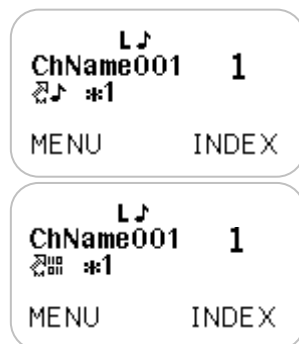 L♪
ChName001 1
♪ *1
MENU INDEX
L♪
ChName001 1
*1
MENU INDEX